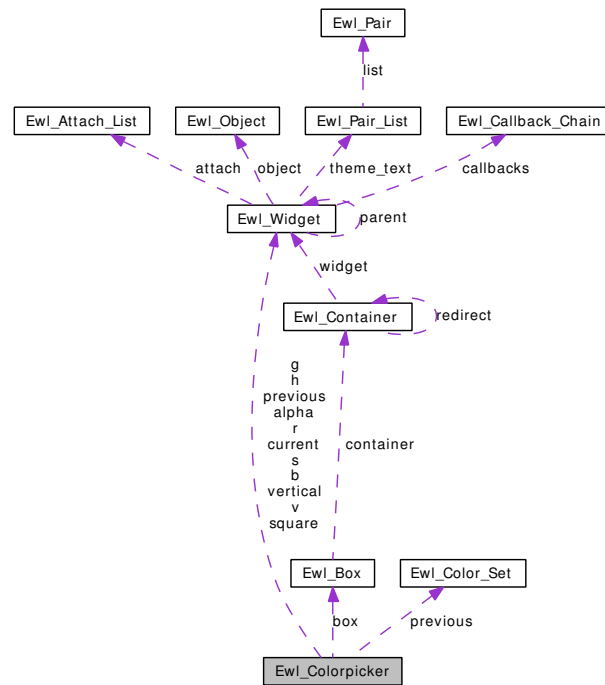 Ewl_Pair
list
Ewl_Attach_List
Ewl_Object
Ewl_Pair_List
Ewl_Callback_Chain
attach
object
theme_text
callbacks
Ewl_Widget
parent
widget
Ewl_Container
redirect
g
h
previous
alpha
r
current
s
b
vertical
v
square
container
Ewl_Box
Ewl_Color_Set
box
previous
Ewl_Colorpicker